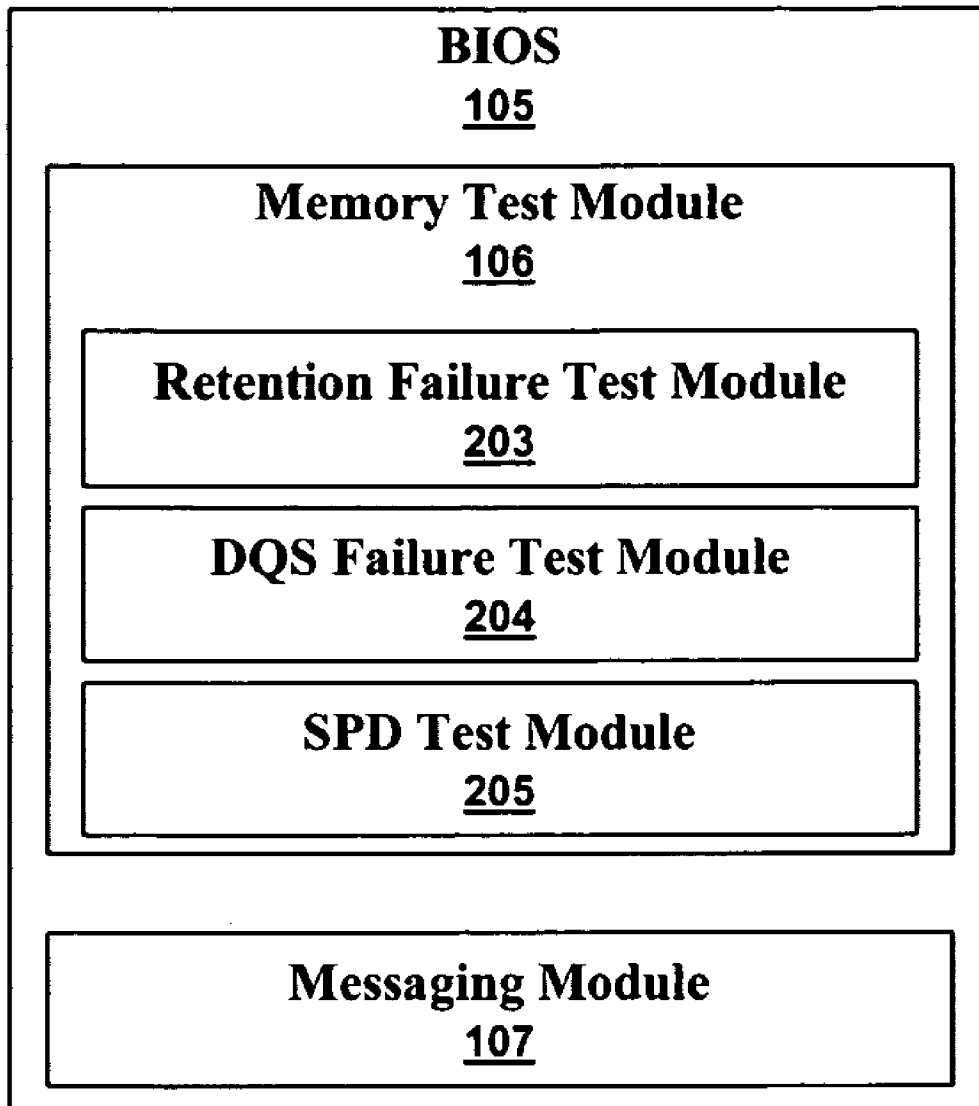 BIOS
105
Memory Test Module
106
Retention Failure Test Module
203
DQS Failure Test Module
204
SPD Test Module
205
Messaging Module
107